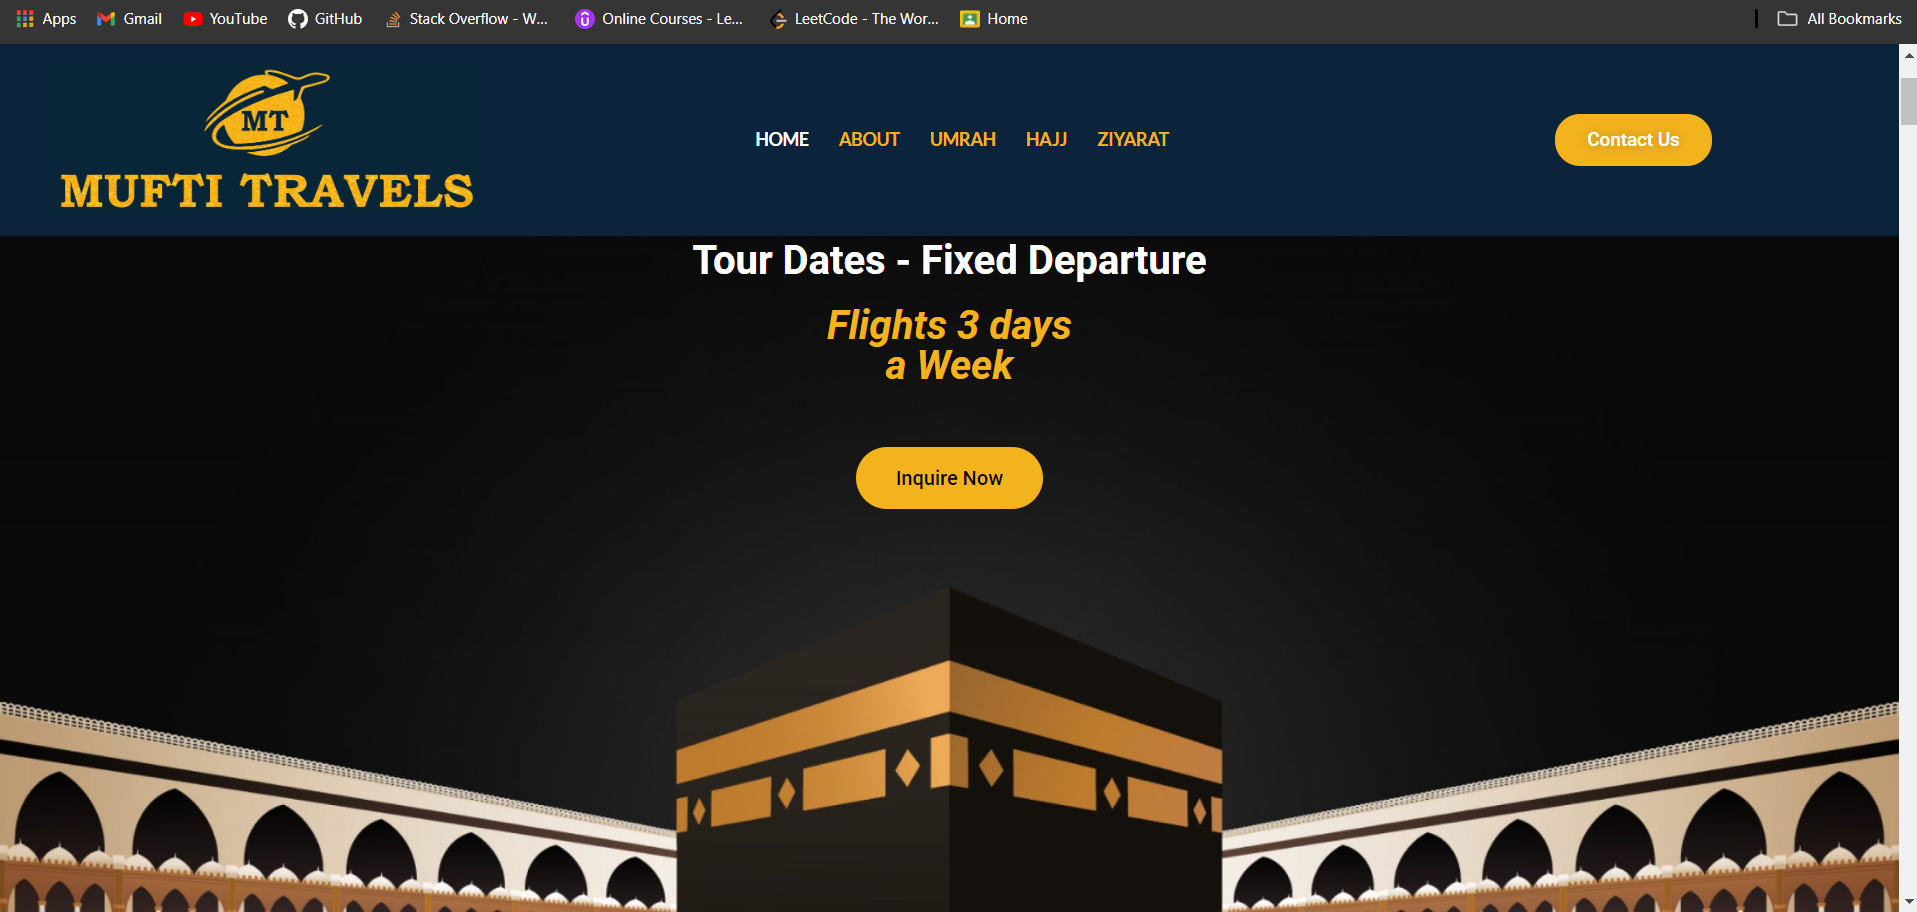 Apps
Gmail
YouTube
GitHub
Stack Overflow - W...
Online Courses - Le...
LeetCode - The Wor...
Home
All Bookmarks
MT
MUFTI TRAVELS
HOME
ABOUT
UMRAH
HAJJ
ZIYARAT
Contact Us
Tour Dates - Fixed Departure
Flights 3 days
a Week
Inquire Now